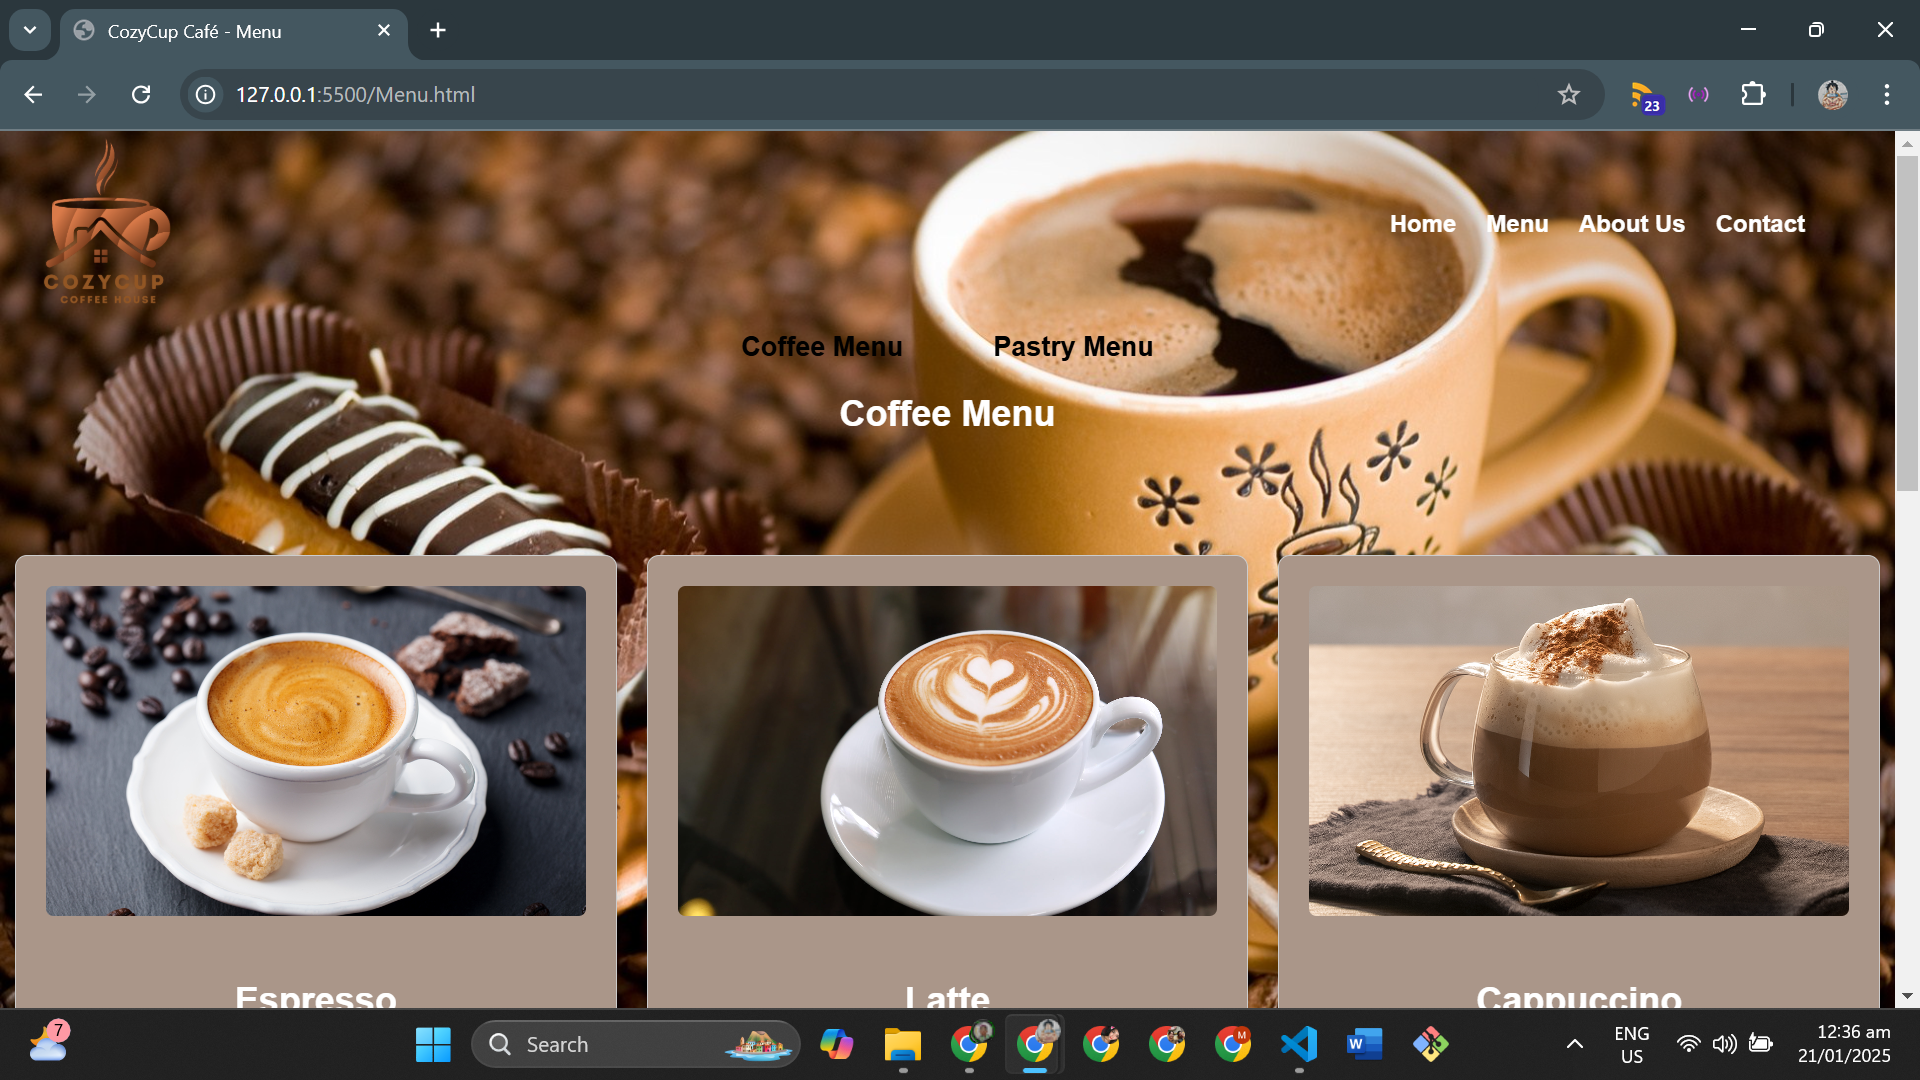 CozyCup Café - Menu
127.0.0.1:5500/Menu.html
23
COZYCUP
COFFEE HOUSE
Home Menu About Us Contact
Coffee Menu Pastry Menu
Coffee Menu
Espresso Latte Cappuccino
7
Search
M
W
ENG
US
12:36 am
21/01/2025